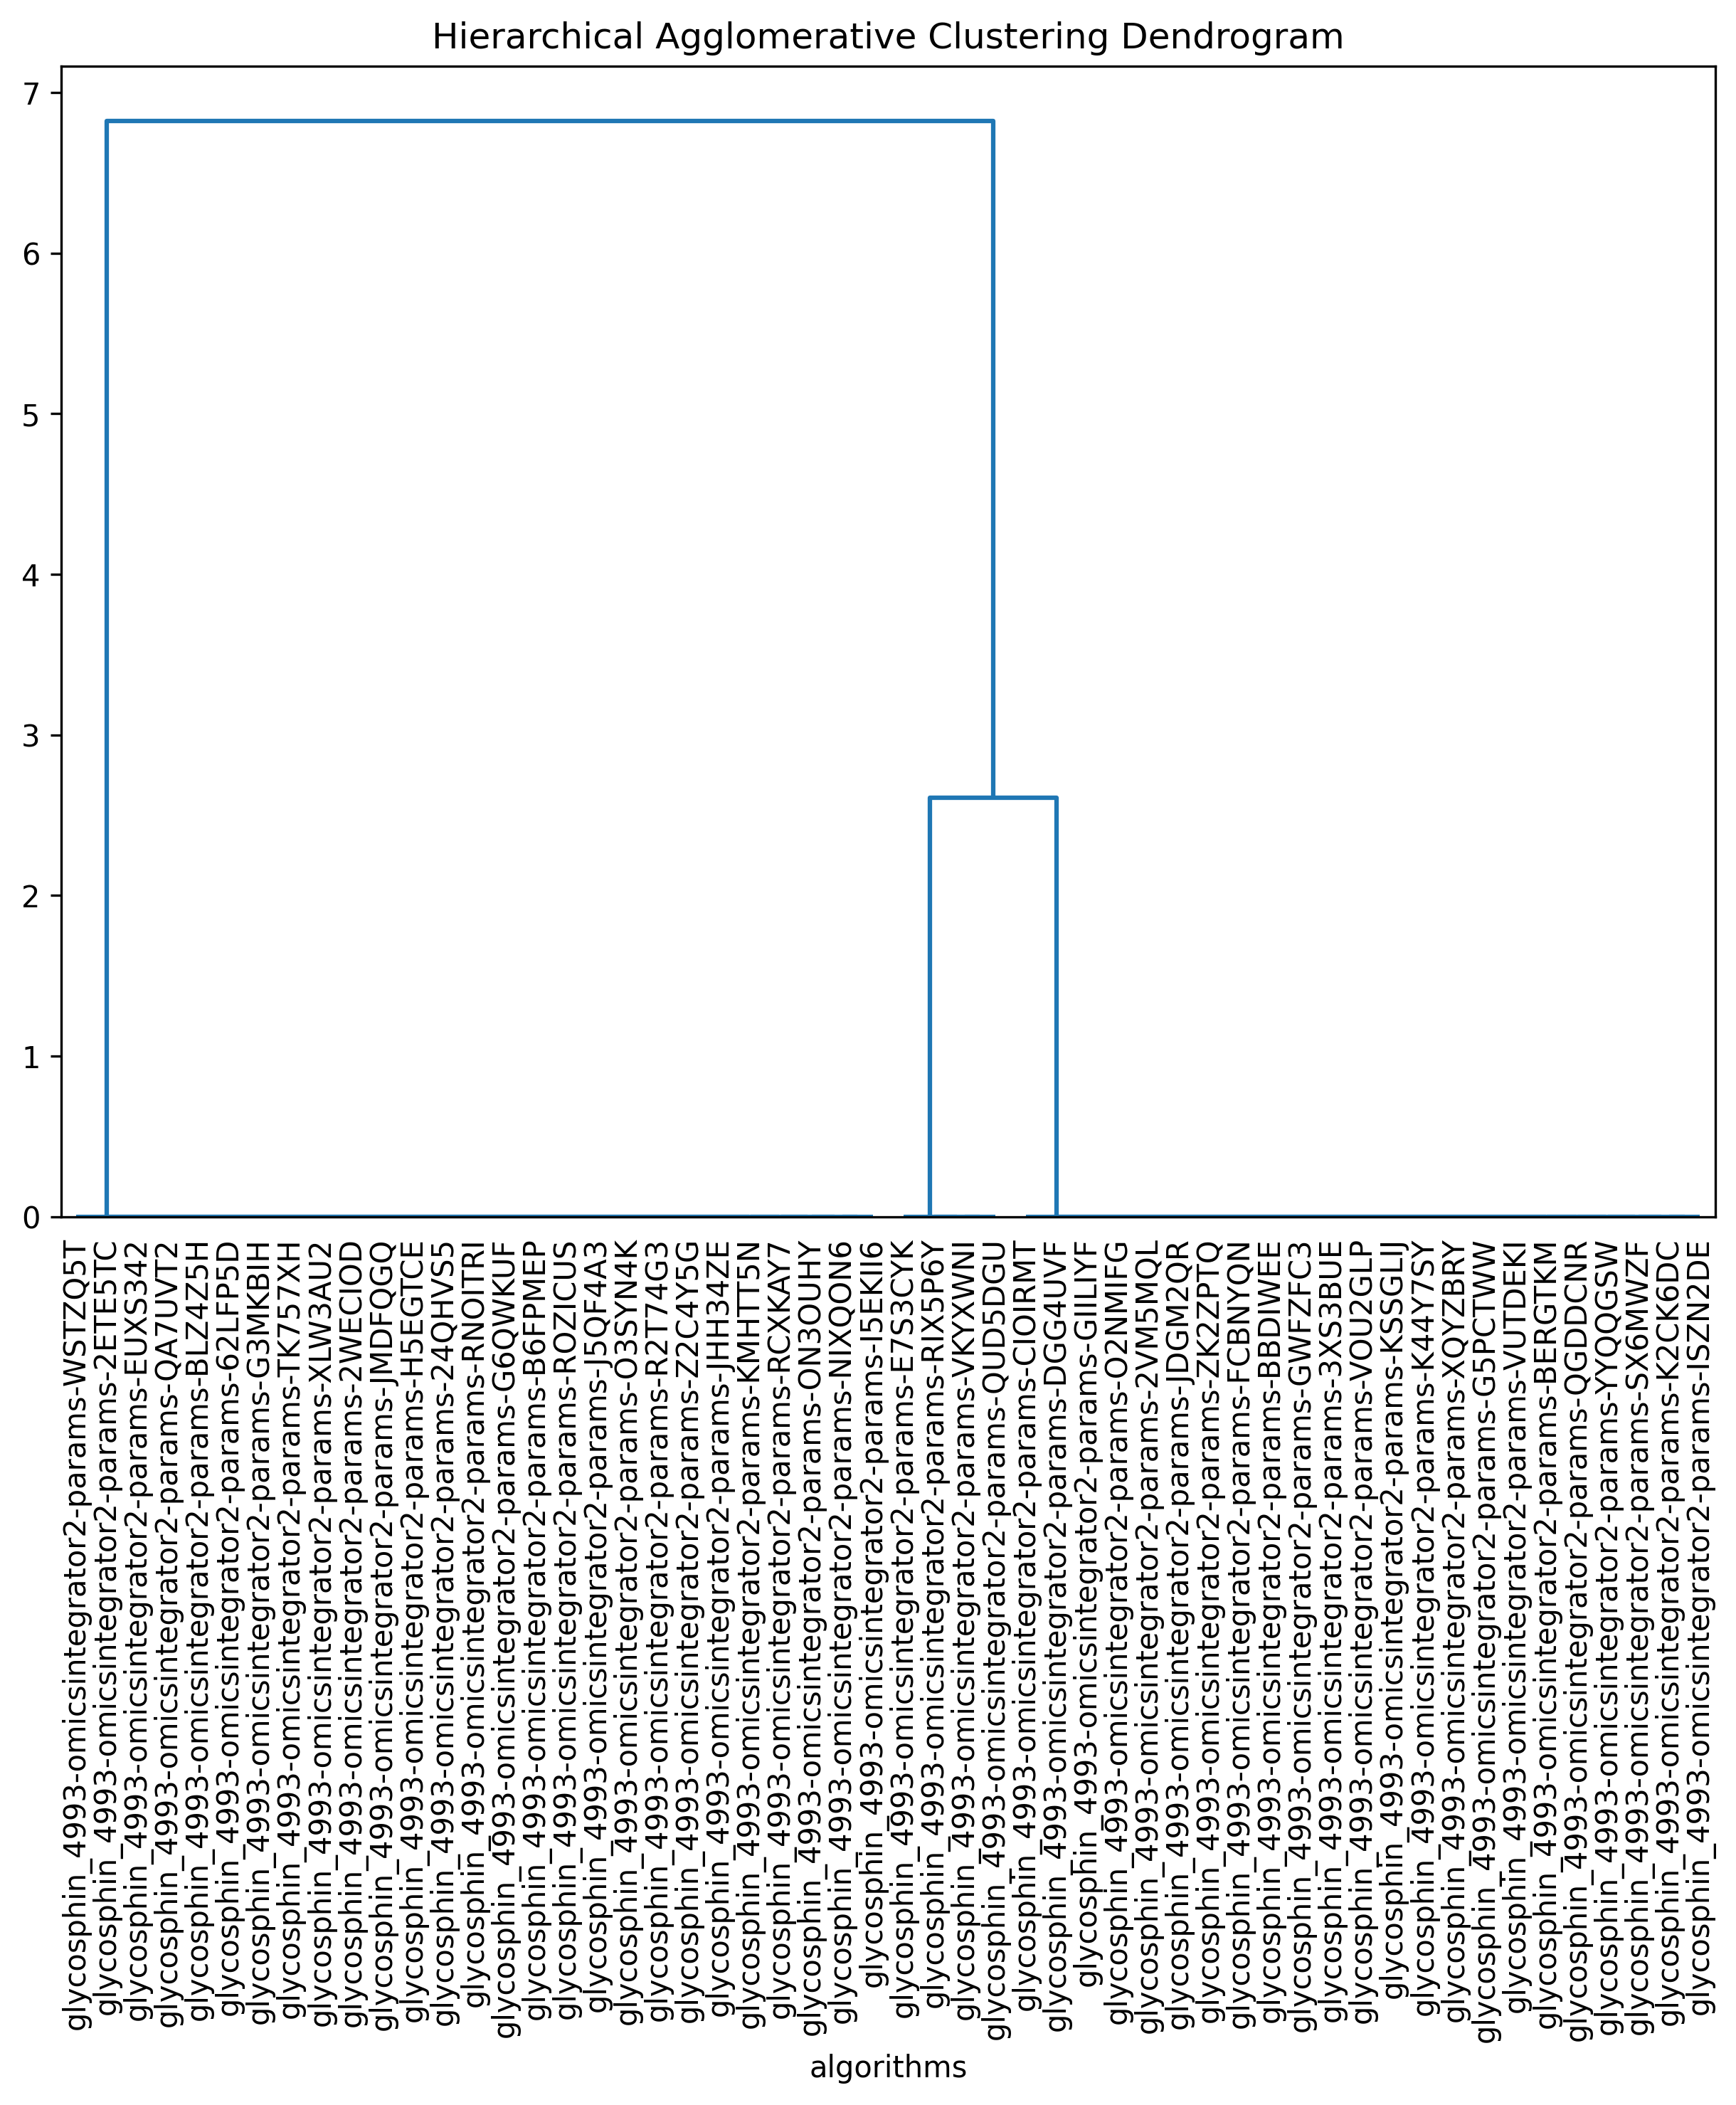 Hierarchical Agglomerative Clustering Dendrogram
7
6
5
4
3
2
1
0
glycosphin_4993-omicsintegrator2-params-WSTZQ5T
glycosphin_4993-omicsintegrator2-params-2ETE5TC
glycosphin_4993-omicsintegrator2-params-EUXS342
glycosphin_4993-omicsintegrator2-params-QA7UVT2
glycosphin_4993-omicsintegrator2-params-BLZ4Z5H
glycosphin_4993-omicsintegrator2-params-62LFP5D
glycosphin_4993-omicsintegrator2-params-G3MKBIH
glycosphin_4993-omicsintegrator2-params-TK757XH
glycosphin_4993-omicsintegrator2-params-XLW3AU2
glycosphin_4993-omicsintegrator2-params-2WECIOD
glycosphin_4993-omicsintegrator2-params-JMDFQGQ
glycosphin_4993-omicsintegrator2-params-H5EGTCE
glycosphin_4993-omicsintegrator2-params-24QHVS5
glycosphin_4993-omicsintegrator2-params-RNOITRI
glycosphin_4993-omicsintegrator2-params-G6QWKUF
glycosphin_4993-omicsintegrator2-params-B6FPMEP
glycosphin_4993-omicsintegrator2-params-ROZICUS
glycosphin_4993-omicsintegrator2-params-J5QF4A3
glycosphin_4993-omicsintegrator2-params-O3SYN4K
glycosphin_4993-omicsintegrator2-params-R2T74G3
glycosphin_4993-omicsintegrator2-params-Z2C4Y5G
glycosphin_4993-omicsintegrator2-params-JHH34ZE
glycosphin_4993-omicsintegrator2-params-KMHTT5N
glycosphin_4993-omicsintegrator2-params-RCXKAY7
glycosphin_4993-omicsintegrator2-params-ON3OUHY
glycosphin_4993-omicsintegrator2-params-NIXQON6
glycosphin_4993-omicsintegrator2-params-I5EKII6
glycosphin_4993-omicsintegrator2-params-E7S3CYK
glycosphin_4993-omicsintegrator2-params-RIX5P6Y
glycosphin_4993-omicsintegrator2-params-VKYXWNI
glycosphin_4993-omicsintegrator2-params-QUD5DGU
glycosphin_4993-omicsintegrator2-params-CIOIRMT
glycosphin_4993-omicsintegrator2-params-DGG4UVF
glycosphin_4993-omicsintegrator2-params-GIILIYF
glycosphin_4993-omicsintegrator2-params-O2NMIFG
glycosphin_4993-omicsintegrator2-params-2VM5MQL
glycosphin_4993-omicsintegrator2-params-JDGM2QR
glycosphin_4993-omicsintegrator2-params-ZK2ZPTQ
glycosphin_4993-omicsintegrator2-params-FCBNYQN
glycosphin_4993-omicsintegrator2-params-BBDIWEE
glycosphin_4993-omicsintegrator2-params-GWFZFC3
glycosphin_4993-omicsintegrator2-params-3XS3BUE
glycosphin_4993-omicsintegrator2-params-VOU2GLP
glycosphin_4993-omicsintegrator2-params-KSSGLIJ
glycosphin_4993-omicsintegrator2-params-K44Y7SY
glycosphin_4993-omicsintegrator2-params-XQYZBRY
glycosphin_4993-omicsintegrator2-params-G5PCTWW
glycosphin_4993-omicsintegrator2-params-VUTDEKI
glycosphin_4993-omicsintegrator2-params-BERGTKM
glycosphin_4993-omicsintegrator2-params-QGDDCNR
glycosphin_4993-omicsintegrator2-params-YYQQGSW
glycosphin_4993-omicsintegrator2-params-SX6MWZF
glycosphin_4993-omicsintegrator2-params-K2CK6DC
glycosphin_4993-omicsintegrator2-params-ISZN2DE
algorithms